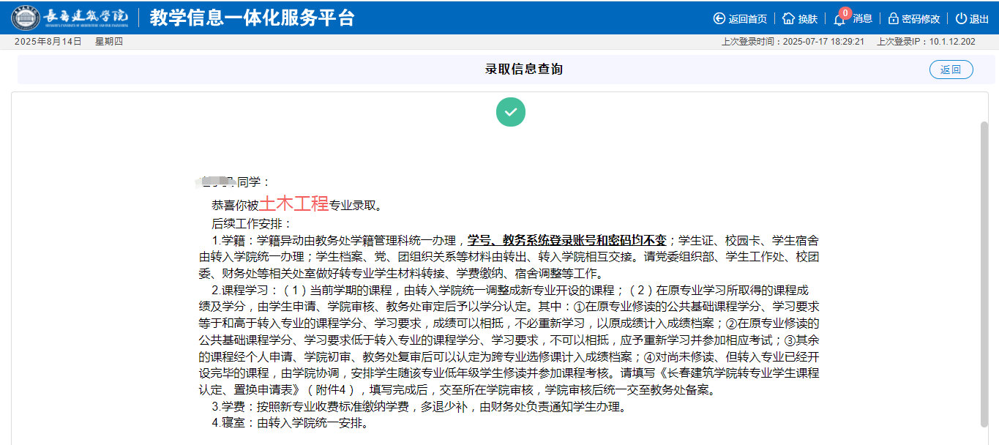 长春建筑学院
教学信息一体化服务平台
返回首页
换肤
0
消息
密码修改
退出
2025年8月14日 星期四
上次登录时间：2025-07-17 18:29:21 上次登录IP：10.1.12.202
录取信息查询
返回
同学：
恭喜你被土木工程专业录取。
后续工作安排：
1.学籍：学籍异动由教务处学籍管理科统一办理，学号、教务系统登录账号和密码均不变；学生证、校园卡、学生宿舍
由转入学院统一办理；学生档案、党、团组织关系等材料由转出、转入学院相互交接。请党委组织部、学生工作处、校团
委、财务处等相关处室做好转专业学生材料转接、学费缴纳、宿舍调整等工作。
2.课程学习：（1）当前学期的课程，由转入学院统一调整成新专业开设的课程；（2）在原专业学习所取得的课程成
绩及学分，由学生申请、学院审核、教务处审定后予以学分认定。其中：①在原专业修读的公共基础课程学分、学习要求
等于和高于转入专业的课程学分、学习要求，成绩可以相抵，不必重新学习，以原成绩计入成绩档案；②在原专业修读的
公共基础课程学分、学习要求低于转入专业的课程学分、学习要求，不可以相抵，应予重新学习并参加相应考试；③其余
的课程经个人申请、学院初审、教务处复审后可以认定为跨专业选修课计入成绩档案；④对尚未修读、但转入专业已经开
设完毕的课程，由学院协调，安排学生随该专业低年级学生修读并参加课程考核。请填写《长春建筑学院转专业学生课程
认定、置换申请表》（附件4），填写完成后，交至所在学院审核，学院审核后统一交至教务处备案。
3.学费：按照新专业收费标准缴纳学费，多退少补，由财务处负责通知学生办理。
4.寝室：由转入学院统一安排。